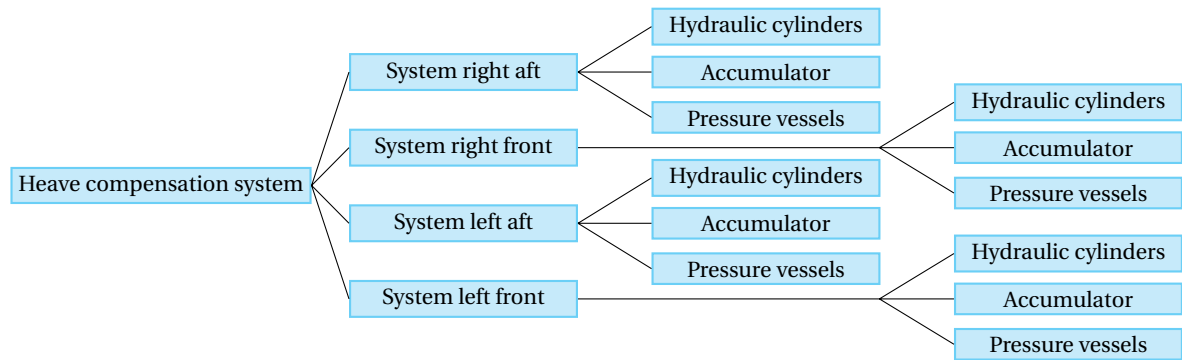 Heave compensation system
System right aft
Hydraulic cylinders
Accumulator
Pressure vessels
System right front
Hydraulic cylinders
Accumulator
Pressure vessels
System left aft
Hydraulic cylinders
Accumulator
Pressure vessels
System left front
Hydraulic cylinders
Accumulator
Pressure vessels